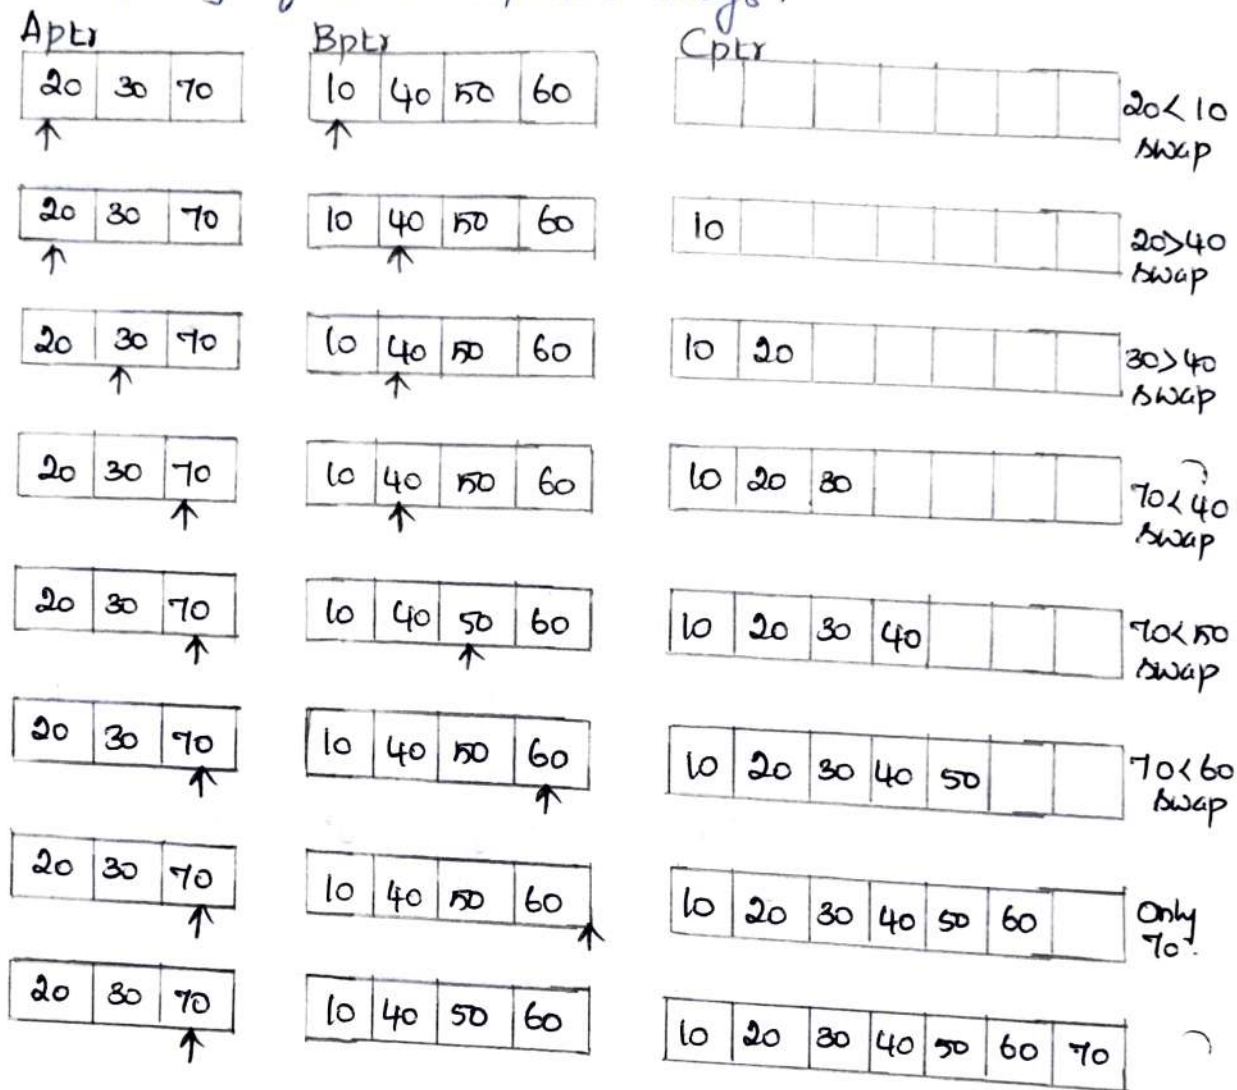 Aptr Bptr Cptr
20 30 70 10 40 50 60 20<10
swap
20 30 70 10 40 50 60 10 20>40
swap
20 30 70 10 40 50 60 10 20 30>40
swap
20 30 70 10 40 50 60 10 20 30 70<40
swap
20 30 70 10 40 50 60 10 20 30 40 70<50
swap
20 30 70 10 40 50 60 10 20 30 40 50 70<60
swap
20 30 70 10 40 50 60 10 20 30 40 50 60 Only
70.
20 30 70 10 40 50 60 10 20 30 40 50 60 70